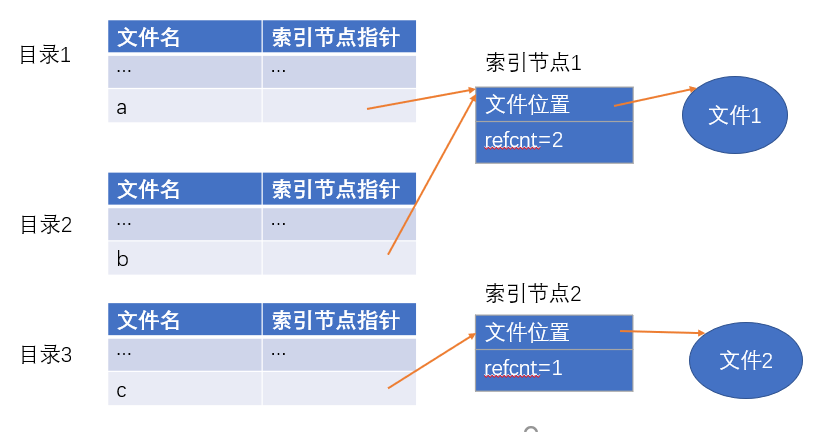 目录1
文件名 索引节点指针
... ...
a
索引节点1
文件位置
refcnt=2
文件1
目录2
文件名 索引节点指针
... ...
b
目录3
文件名 索引节点指针
... ...
c
索引节点2
文件位置
refcnt=1
文件2